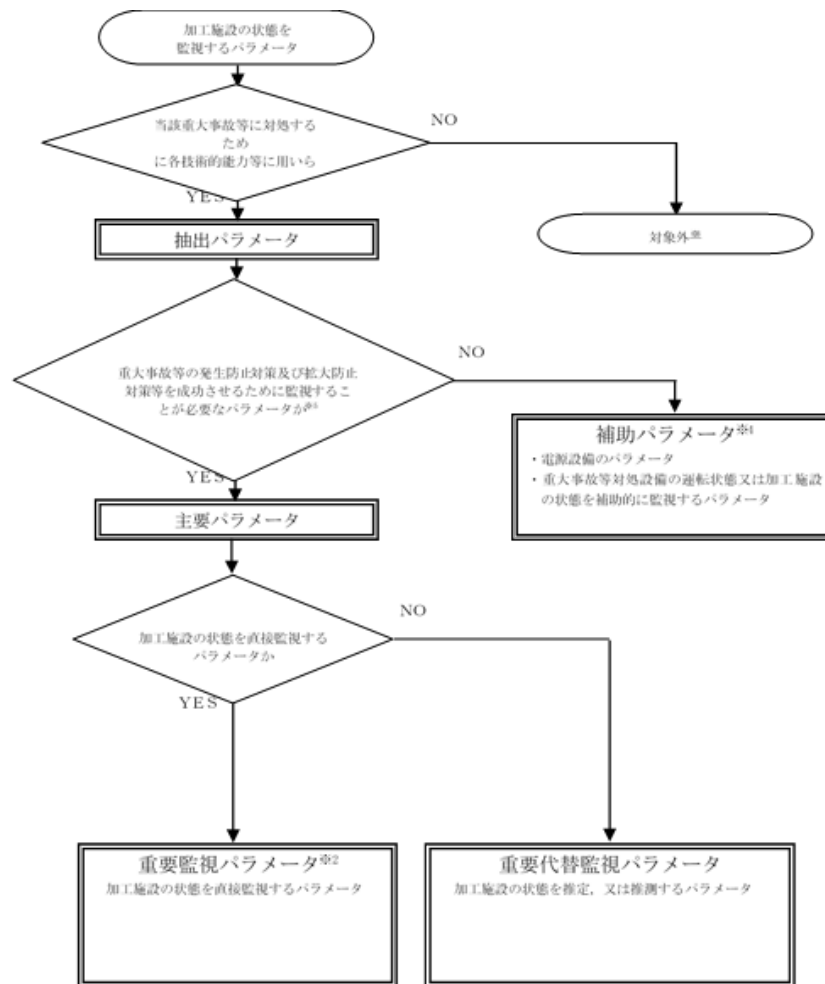 加工施設の状態を
監視するパラメータ
当該重大事故等に対処する
ため
に各技術的能力等に用いら
NO
YES
抽出パラメータ
対象外
重大事故等の発生防止対策及び拡大防止
対策等を成功させるために監視するこ
とが必要なパラメータか
NO
YES
補助パラメータ
・電源設備のパラメータ
・重大事故等対処設備の運転状態又は加工施設
の状態を補助的に監視するパラメータ
主要パラメータ
加工施設の状態を直接監視する
パラメータか
NO
YES
重要監視パラメータ※2
加工施設の状態を直接監視するパラメータ
重要代替監視パラメータ
加工施設の状態を推定，又は推測するパラメータ